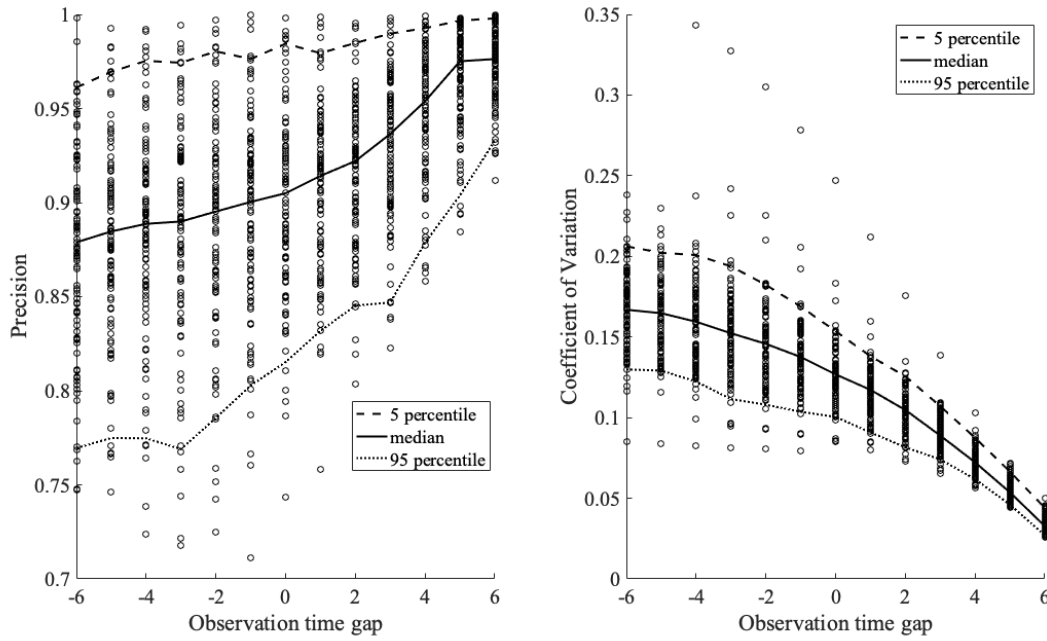 1
0.95
0.9
0.85
0.8
0.75
0.7
Precision
-6
-4
-2
0
2
4
6
Observation time gap
5 percentile
median
95 percentile
0.35
0.3
0.25
0.2
0.15
0.1
0.05
0
Coefficient of Variation
-6
-4
-2
0
2
4
6
Observation time gap
5 percentile
median
95 percentile